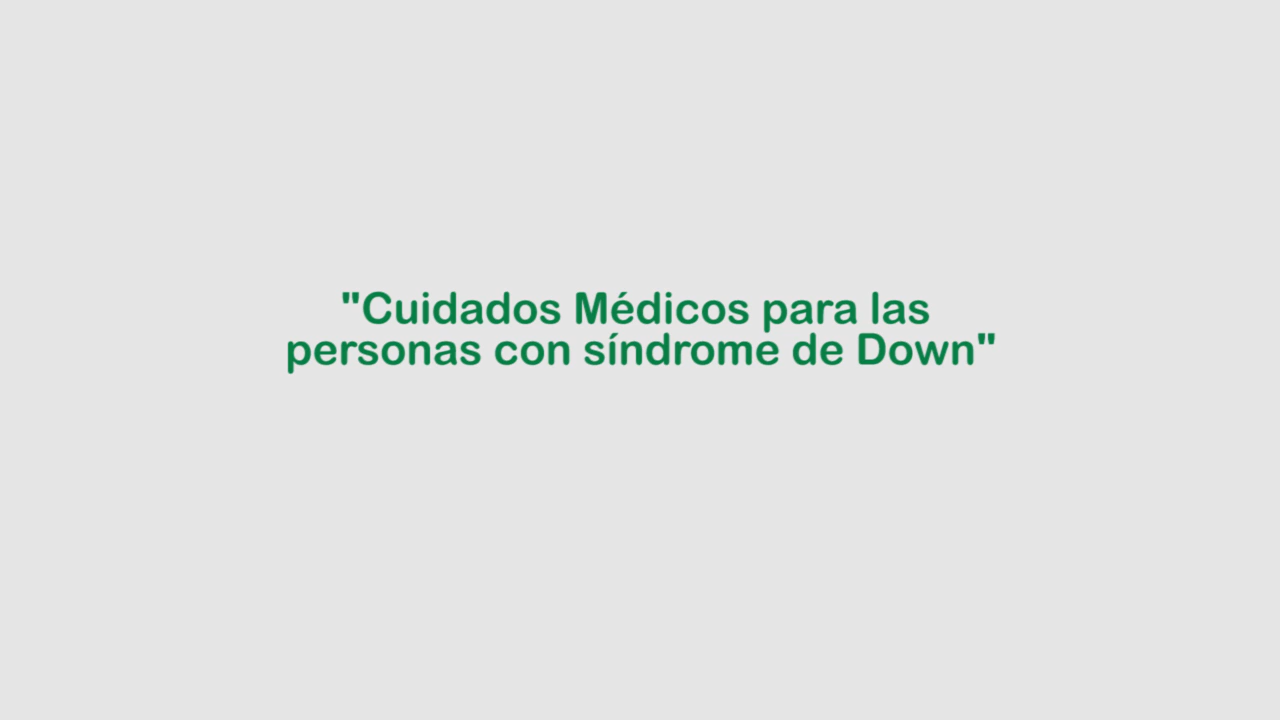 "Cuidados Médicos para las
personas con síndrome de Down"